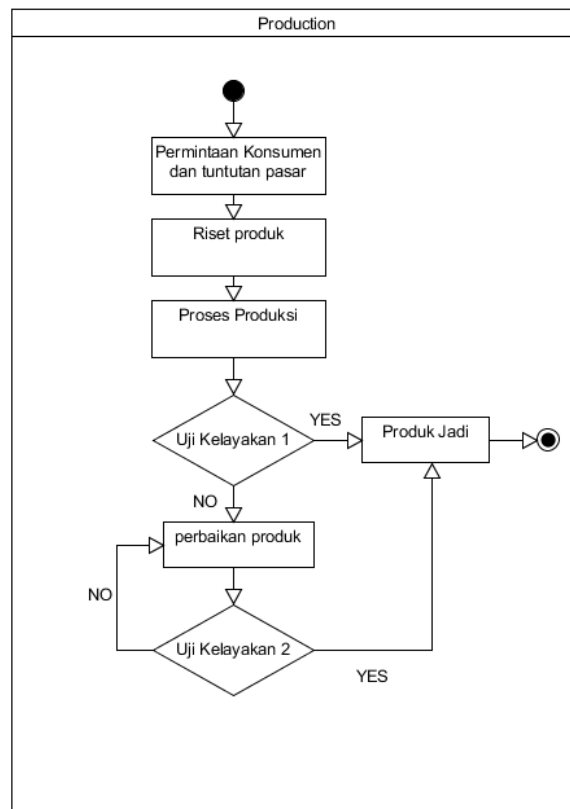 Production
Permintaan Konsumen
dan tuntutan pasar
Riset produk
Proses Produksi
Uji Kelayakan 1
YES
Produk Jadi
NO
perbaikan produk
NO
Uji Kelayakan 2
YES